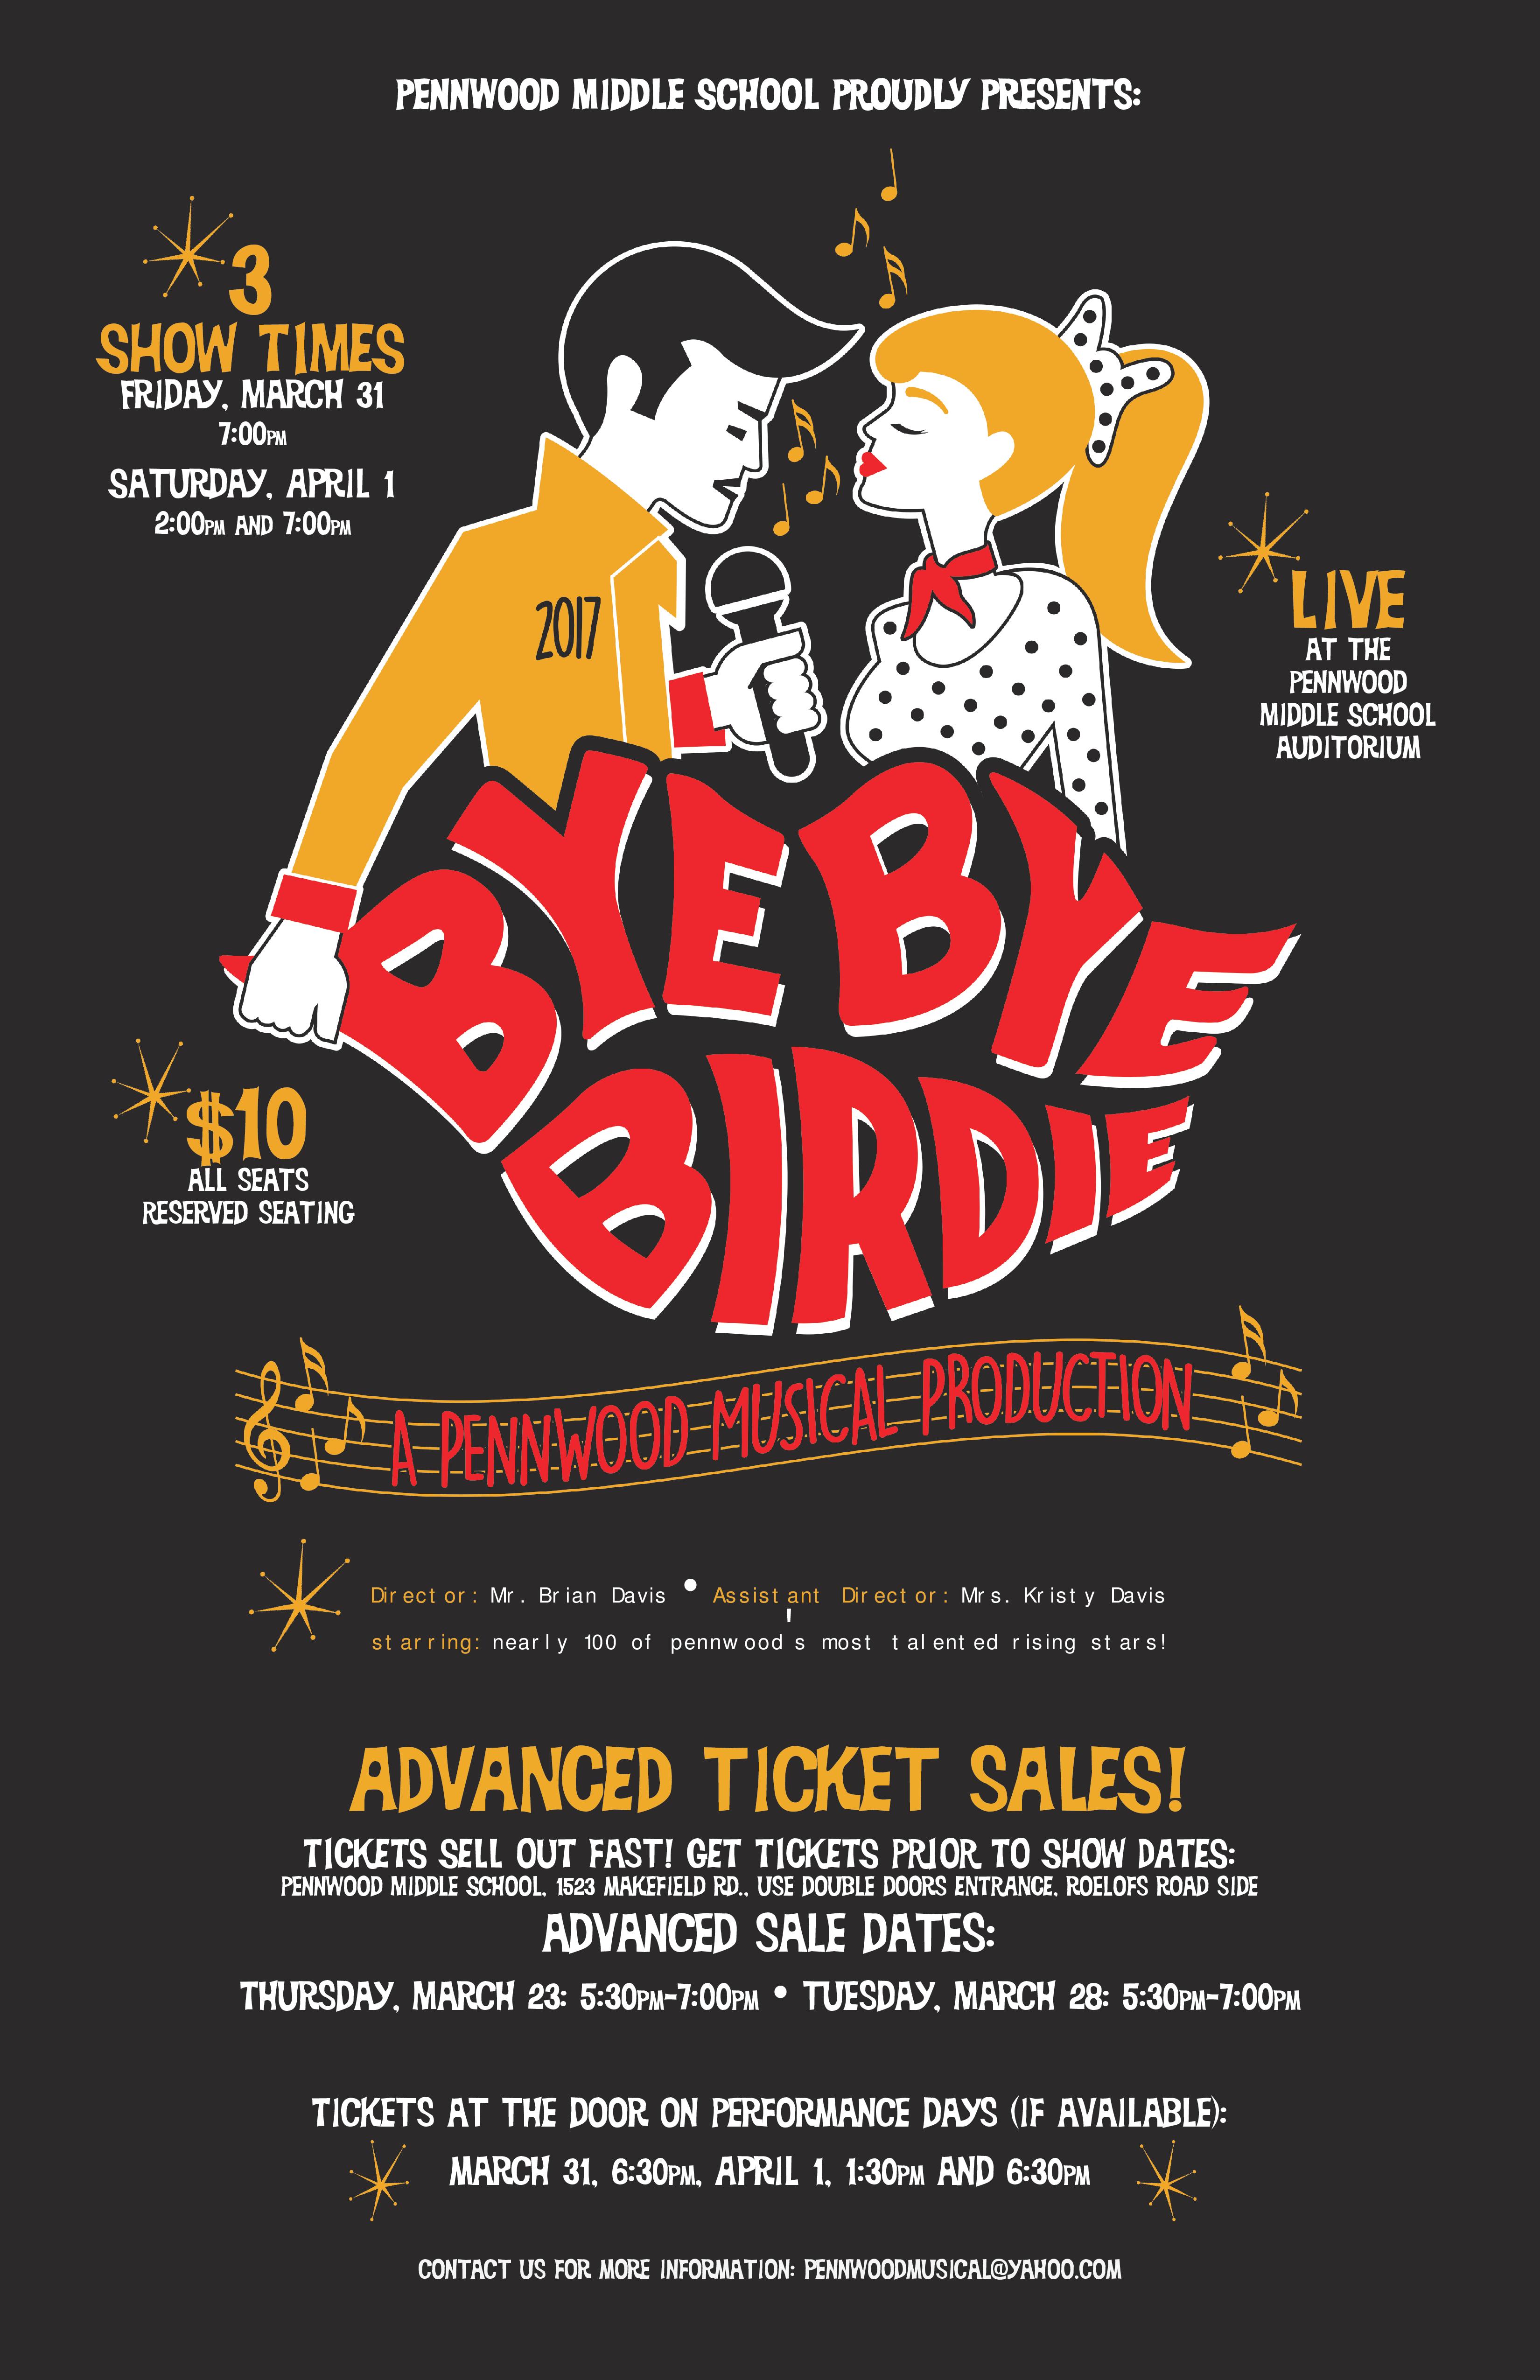 PENNWOOD MIDDLE SCHOOL PROUDLY PRESENTS:
3
SHOW TIMES
FRIDAY, MARCH 31
7:00PM
SATURDAY, APRIL 1
2:00PM AND 7:00PM
2017
LIVE
AT THE
PENNWOOD
MIDDLE SCHOOL
AUDITORIUM
BYE BYE
BIRDIE
$10
ALL SEATS
RESERVED SEATING
A PENNWOOD MUSICAL PRODUCTION
Director: Mr. Brian Davis • Assistant Director: Mrs. Kristy Davis
starring: nearly 100 of pennwood's most talented rising stars!
ADVANCED TICKET SALES!
TICKETS SELL OUT FAST! GET TICKETS PRIOR TO SHOW DATES:
PENNWOOD MIDDLE SCHOOL, 1523 MAKEFIELD RD., USE DOUBLE DOORS ENTRANCE, ROELOFS ROAD SIDE
ADVANCED SALE DATES:
THURSDAY, MARCH 23: 5:30PM-7:00PM • TUESDAY, MARCH 28: 5:30PM-7:00PM
TICKETS AT THE DOOR ON PERFORMANCE DAYS (IF AVAILABLE):
MARCH 31, 6:30PM, APRIL 1, 1:30PM AND 6:30PM
CONTACT US FOR MORE INFORMATION: PENNWOODMUSICAL@YAHOO.COM